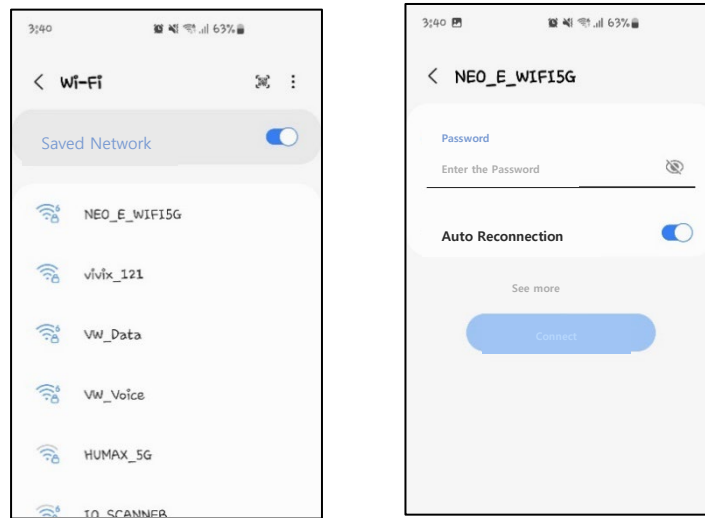 3:40 63%
Wi-Fi
Saved Network
NEO_E_WIFI5G
vivix_121
VW_Data
VW_Voice
HUMAX_5G
IO_SCANNER
3:40 63%
NEO_E_WIFI5G
Password
Enter the Password
Auto Reconnection
See more
Connect